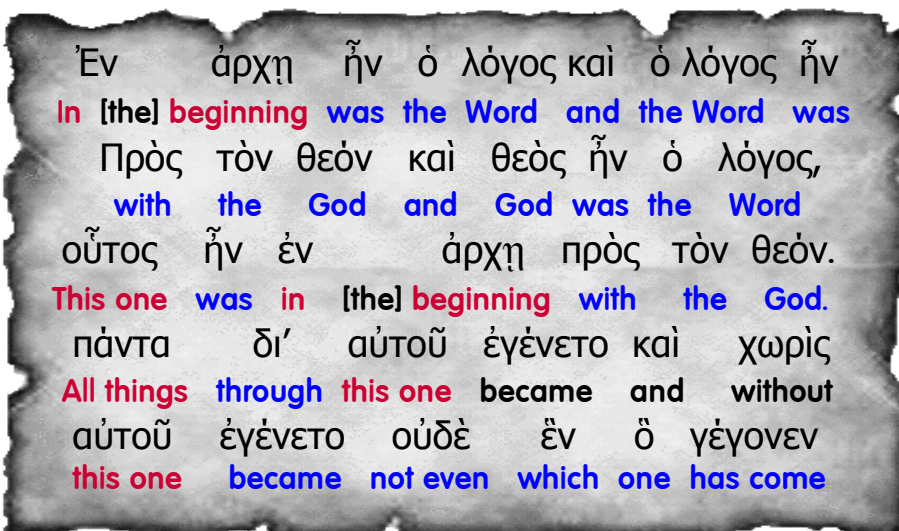 Ἐν ἀρχῃ ἦν ὁ λόγος καὶ ὁ λόγος ἦν
In [the] beginning was the Word and the Word was
Πρὸς τὸν θεόν καὶ θεὸς ἦν ὁ λόγος,
with the God and God was the Word
οὗτος ἦν ἐν ἀρχῃ πρὸς τὸν θεόν.
This one was in [the] beginning with the God.
πάντα δι’ αὐτοῦ ἐγένετο καὶ χωρὶς
All things through this one became and without
αὐτοῦ ἐγένετο οὐδὲ ἓν ὃ γέγονεν
this one became not even which one has come